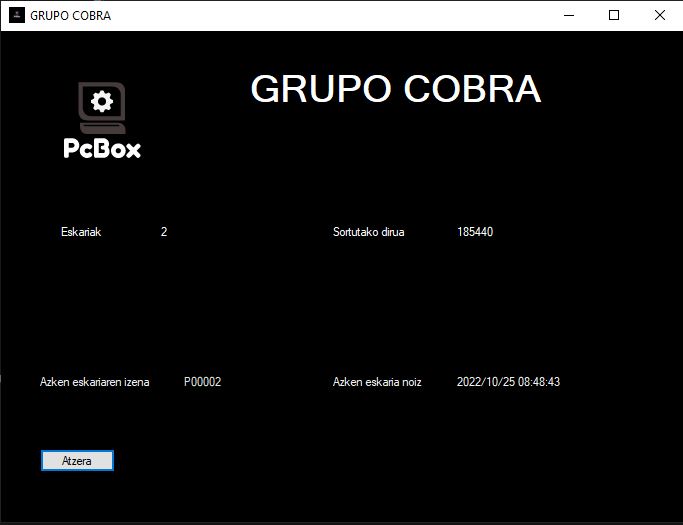 GRUPO COBRA
GRUPO COBRA
PcBox
Eskariak 2 Sortutako dirua 185440
Azken eskariaren izena P00002 Azken eskaria noiz 2022/10/25 08:48:43
Atzera